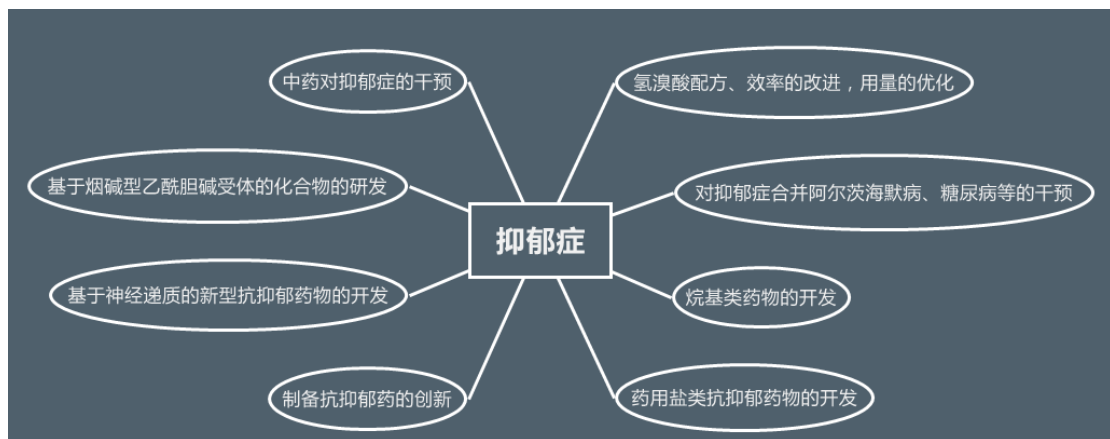 中药对抑郁症的干预
氢溴酸配方、效率的改进，用量的优化
基于烟碱型乙酰胆碱受体的化合物的研发
对抑郁症合并阿尔茨海默病、糖尿病等的干预
抑郁症
基于神经递质的新型抗抑郁药物的开发
烷基类药物的开发
制备抗抑郁药的创新
药用盐类抗抑郁药物的开发